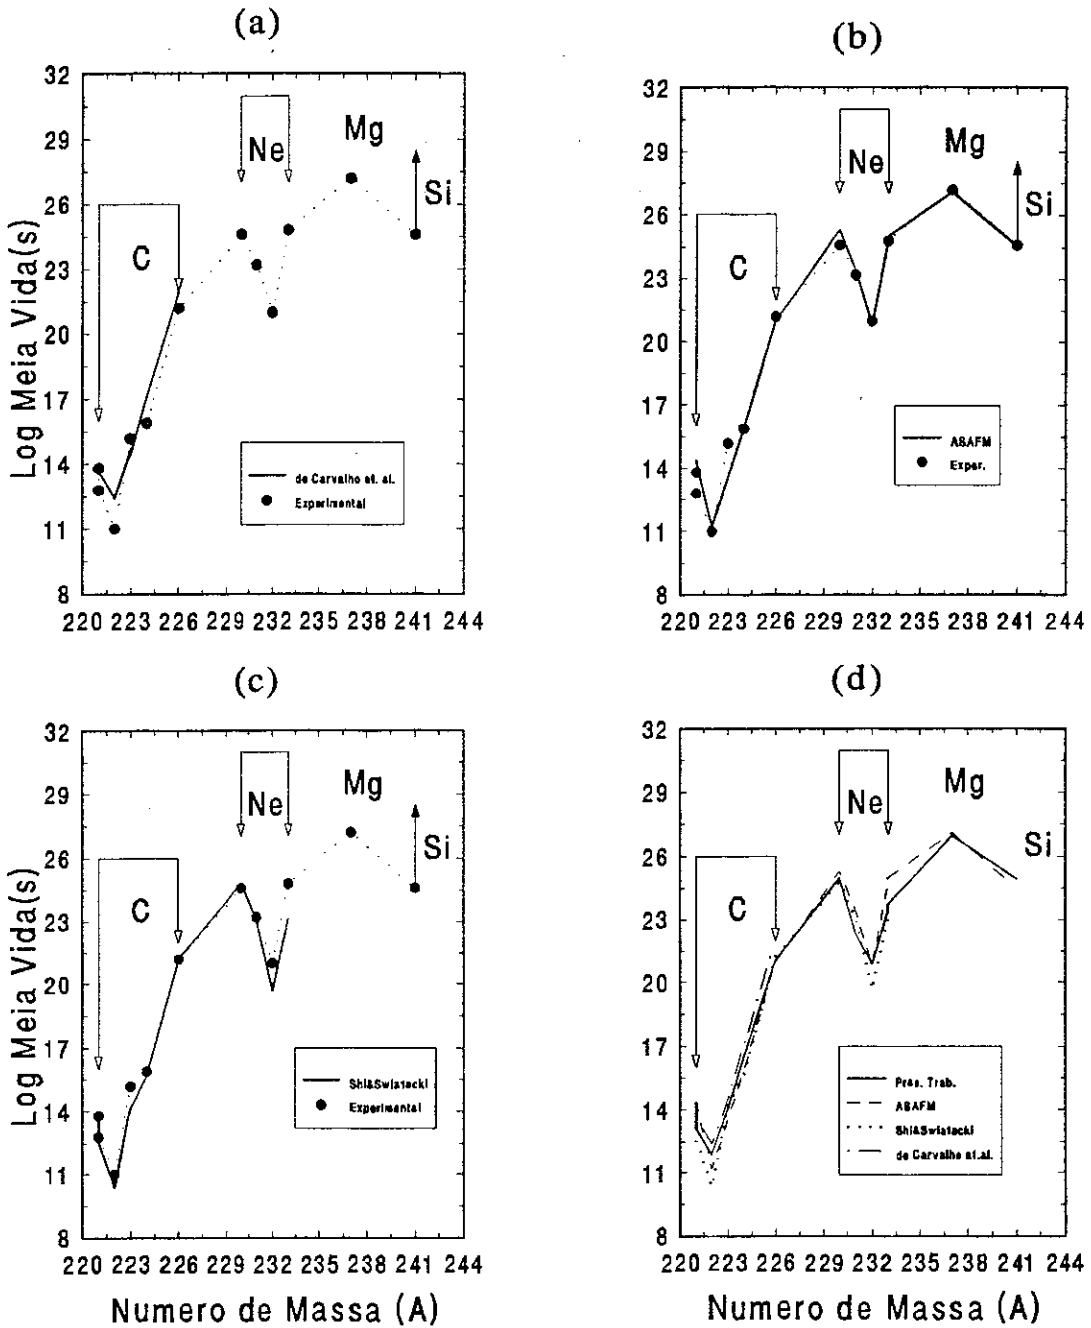 (a)
Log Meia Vida(s)
32
29
26
23
20
17
14
11
8
C
Ne
Mg
Si
de Carvalho et. al.
Experimental
220 223 226 229 232 235 238 241 244
(b)
32
29
26
23
20
17
14
11
8
C
Ne
Mg
Si
ASAFM
Exper.
220 223 226 229 232 235 238 241 244
(c)
Log Meia Vida(s)
32
29
26
23
20
17
14
11
8
C
Ne
Mg
Si
Shi&Swiatecki
Experimental
220 223 226 229 232 235 238 241 244
Numero de Massa (A)
(d)
32
29
26
23
20
17
14
11
8
C
Ne
Mg
Si
Pres. Trab.
ASAFM
Shi&Swiatecki
de Carvalho et.al.
220 223 226 229 232 235 238 241 244
Numero de Massa (A)